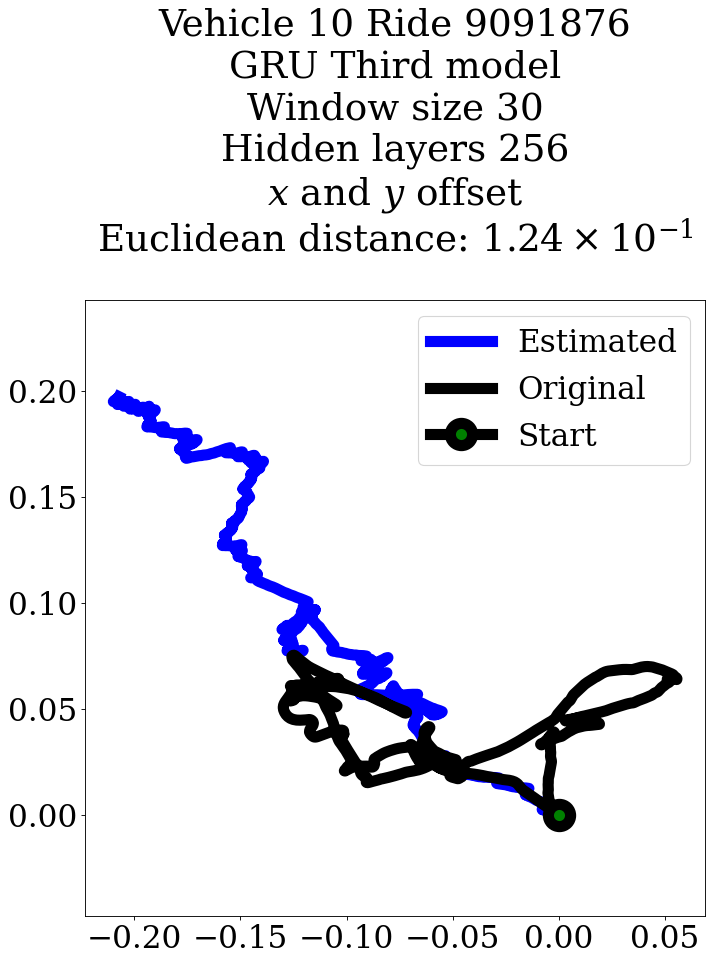 Vehicle 10 Ride 9091876
GRU Third model
Window size 30
Hidden layers 256
x and y offset
Euclidean distance: 1.24 × 10⁻¹
Estimated
Original
Start
0.20
0.15
0.10
0.05
0.00
−0.20 −0.15 −0.10 −0.05 0.00 0.05